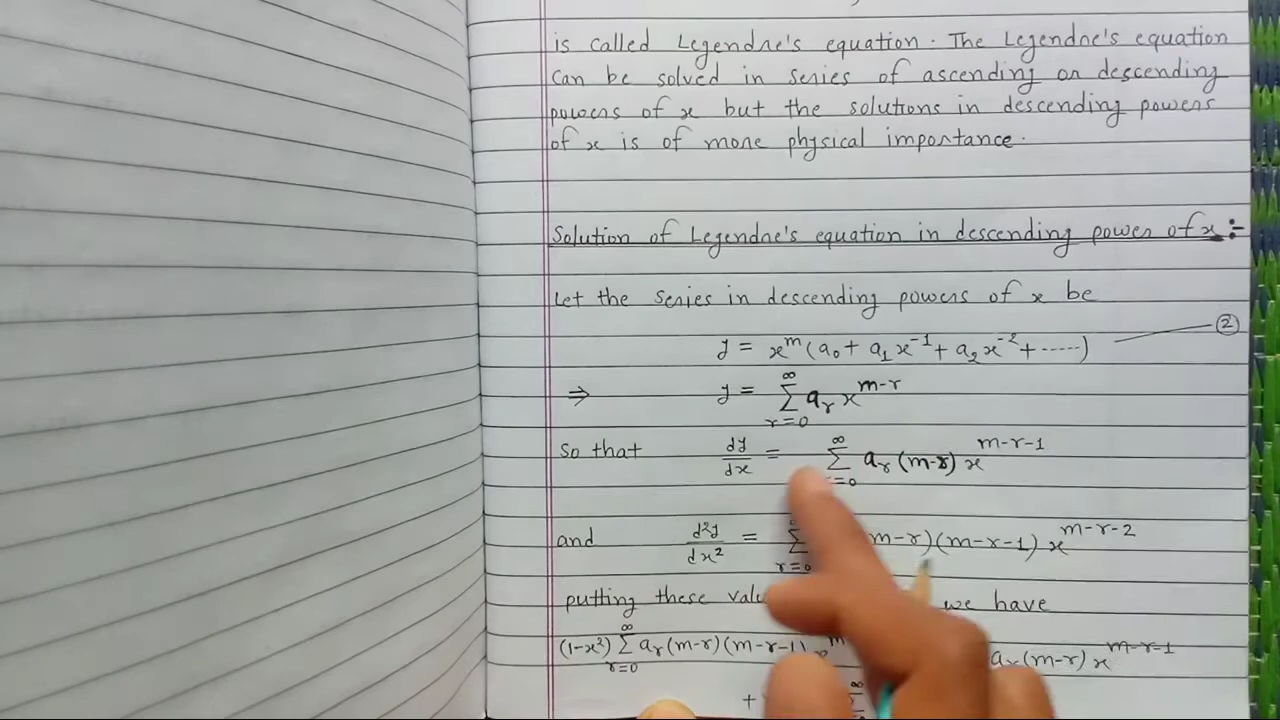 is called Legendre's equation. The Legendre's equation
can be solved in series of ascending or descending
powers of x but the solutions in descending powers
of x is of more physical importance.
Solution of Legendre's equation in descending power of x :-
Let the series in descending powers of x be
y = x^m (a₀ + a₁x^{-1} + a₂x^{-2} + .....) ②
⇒ y = ∑_{r=0}^{∞} a_r x^{m-r}
So that dy/dx = ∑_{r=0}^{∞} a_r (m-r) x^{m-r-1}
and d²y/dx² = ∑_{r=0} (m-r)(m-r-1) x^{m-r-2}
putting these we have
(1-x²) ∑_{r=0}^{∞} a_r (m-r)(m-r-1) a_r (m-r) x^{m-r-1}
+ ∞